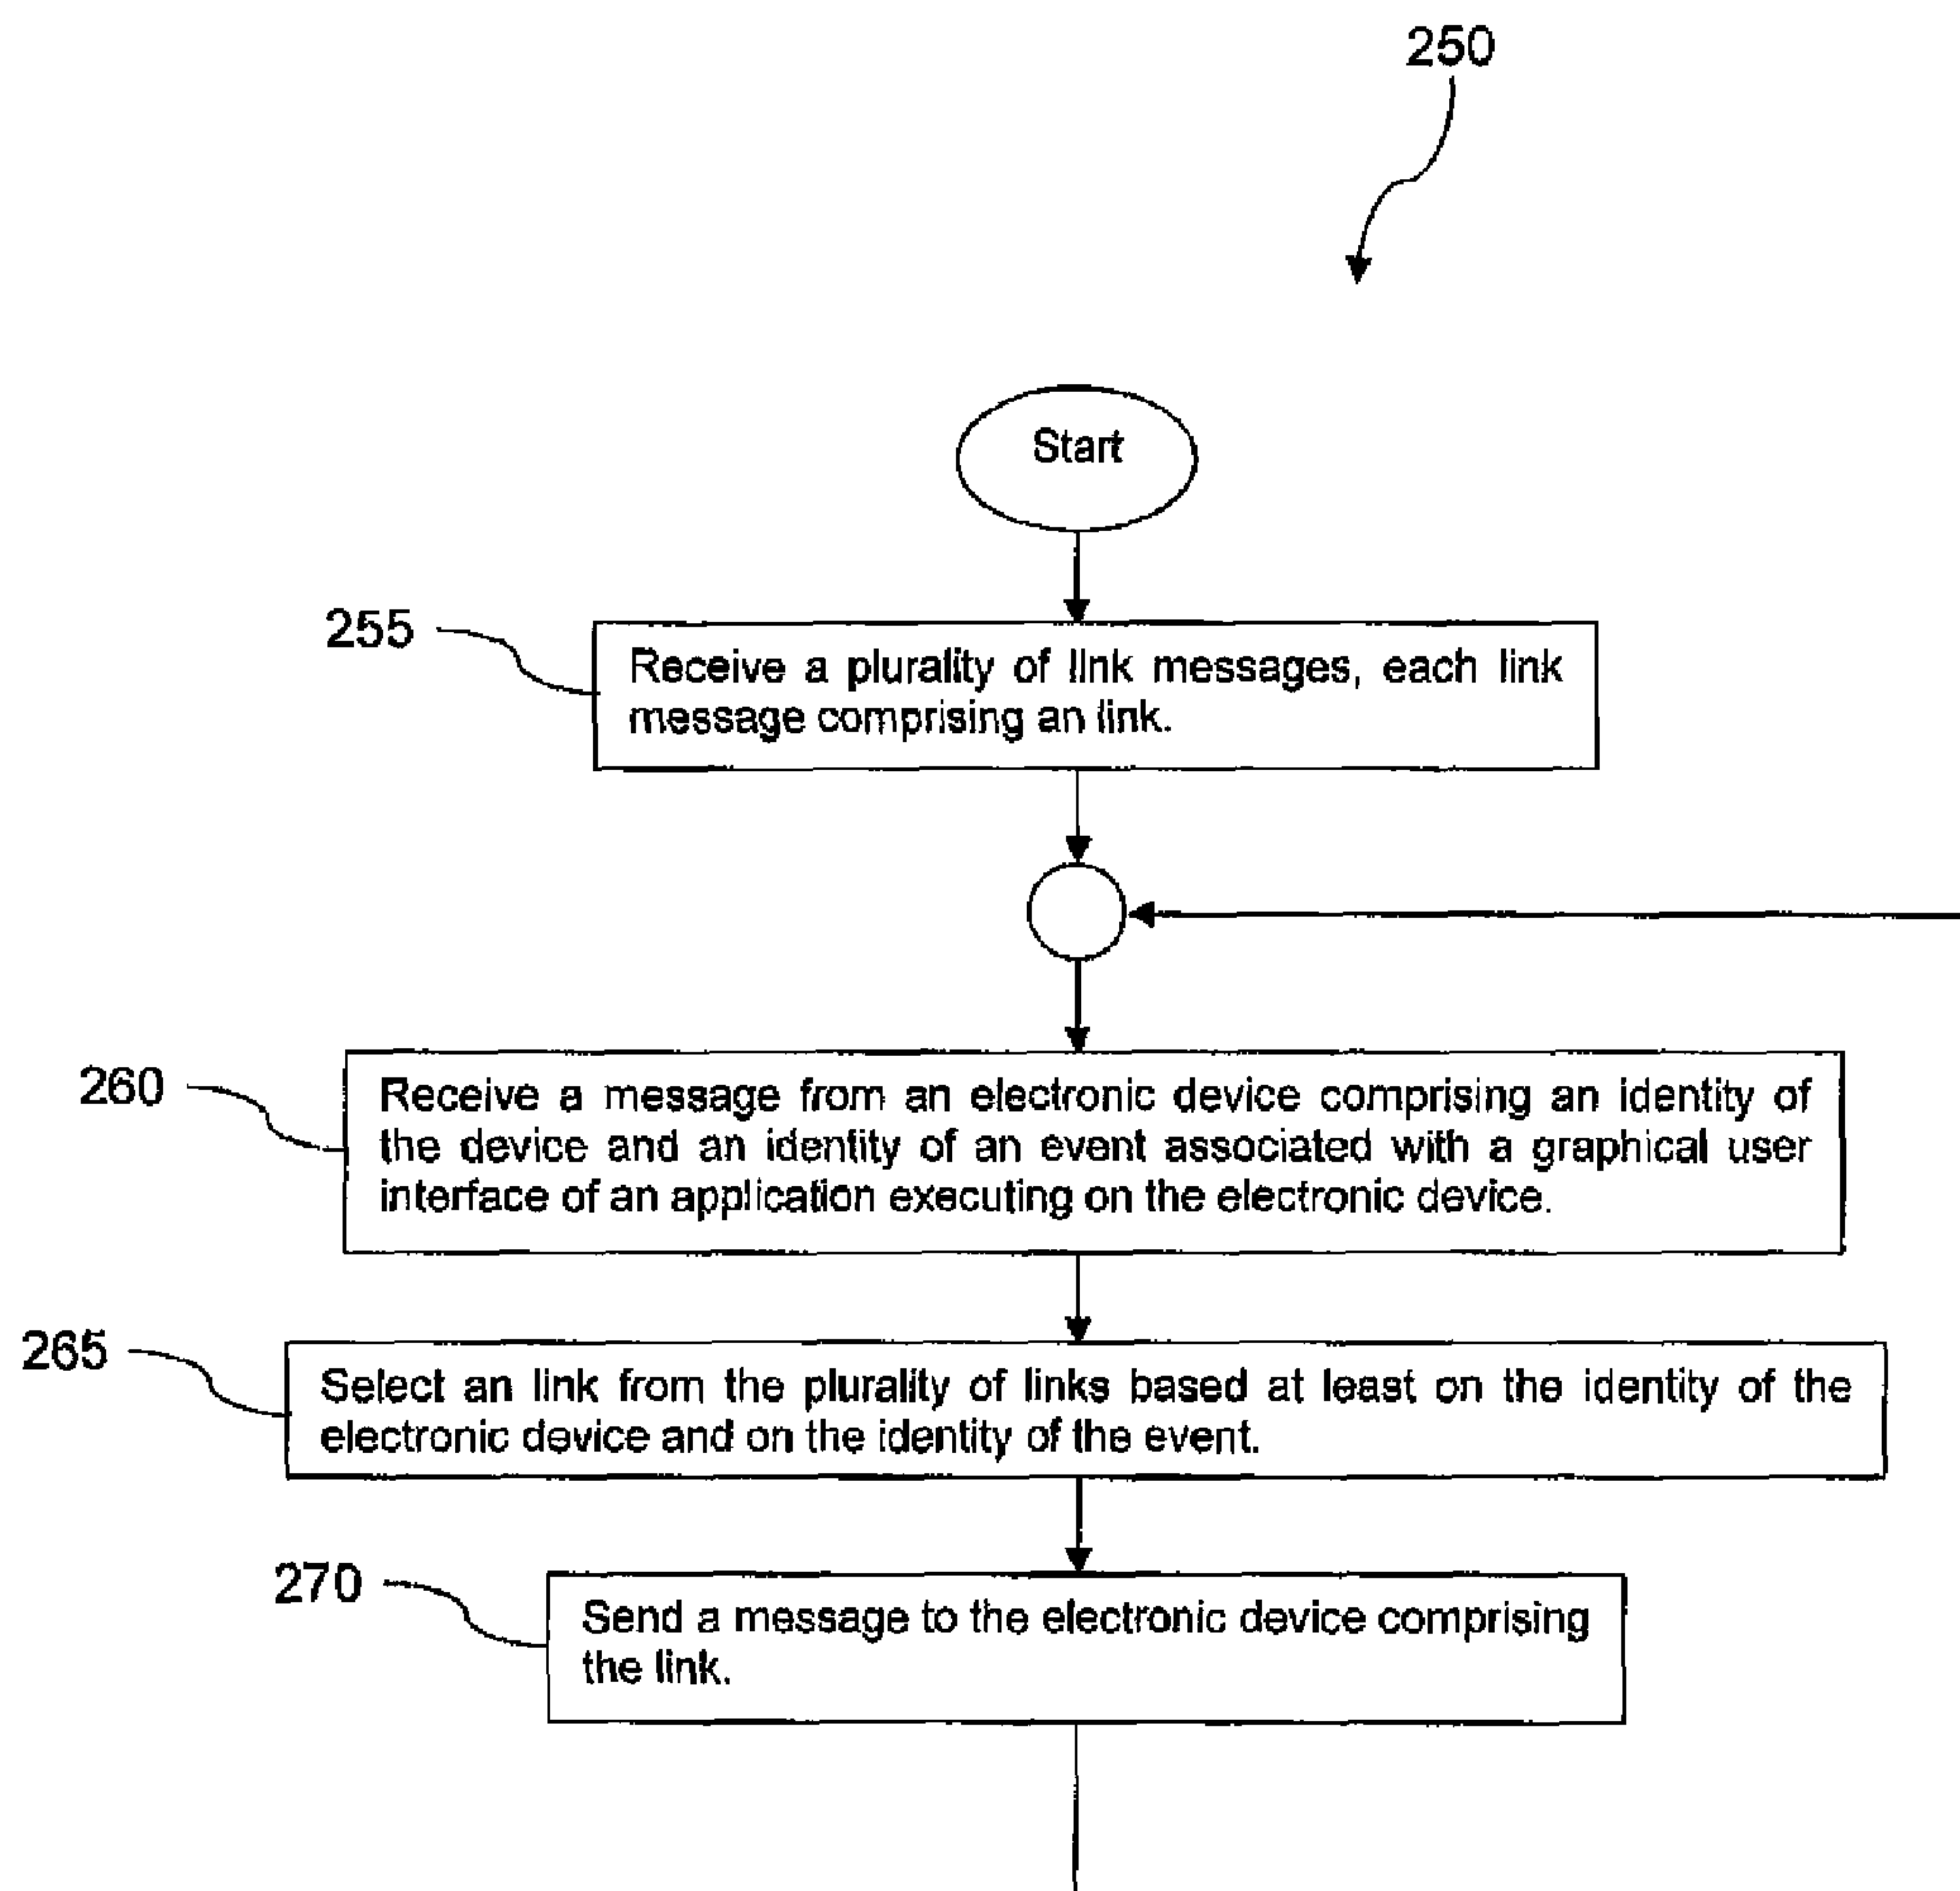 250
Start
255
Receive a plurality of link messages, each link
message comprising an link.
260
Receive a message from an electronic device comprising an identity of
the device and an identity of an event associated with a graphical user
interface of an application executing on the electronic device.
265
Select an link from the plurality of links based at least on the identity of the
electronic device and on the identity of the event.
270
Send a message to the electronic device comprising
the link.